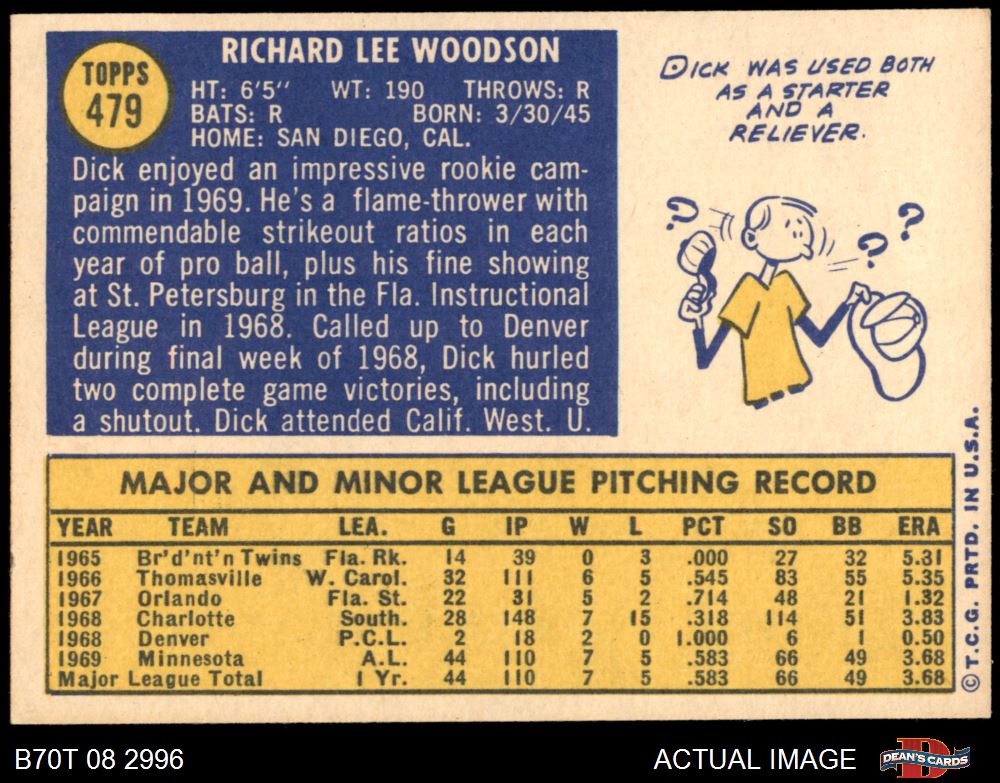 TOPPS
479
RICHARD LEE WOODSON
HT: 6'5" WT: 190 THROWS: R
BATS: R BORN: 3/30/45
HOME: SAN DIEGO, CAL.
Dick enjoyed an impressive rookie cam-
paign in 1969. He's a flame-thrower with
commendable strikeout ratios in each
year of pro ball, plus his fine showing
at St. Petersburg in the Fla. Instructional
League in 1968. Called up to Denver
during final week of 1968, Dick hurled
two complete game victories, including
a shutout. Dick attended Calif. West. U.
DICK WAS USED BOTH
AS A STARTER
AND A
RELIEVER.
?
?
?
MAJOR AND MINOR LEAGUE PITCHING RECORD
YEAR TEAM LEA. G IP W L PCT SO BB ERA
1965 Br'd'nt'n Twins Fla. Rk. 14 39 0 3 .000 27 32 5.31
1966 Thomasville W. Carol. 32 111 6 5 .545 83 55 5.35
1967 Orlando Fla. St. 22 31 5 2 .714 48 21 1.32
1968 Charlotte South. 28 148 7 15 .318 114 51 3.83
1968 Denver P.C.L. 2 18 2 0 1.000 6 1 0.50
1969 Minnesota A.L. 44 110 7 5 .583 66 49 3.68
Major League Total 1 Yr. 44 110 7 5 .583 66 49 3.68
© T.C.G. PRTD. IN U.S.A.
B70T 08 2996
ACTUAL IMAGE
DEAN'S CARDS